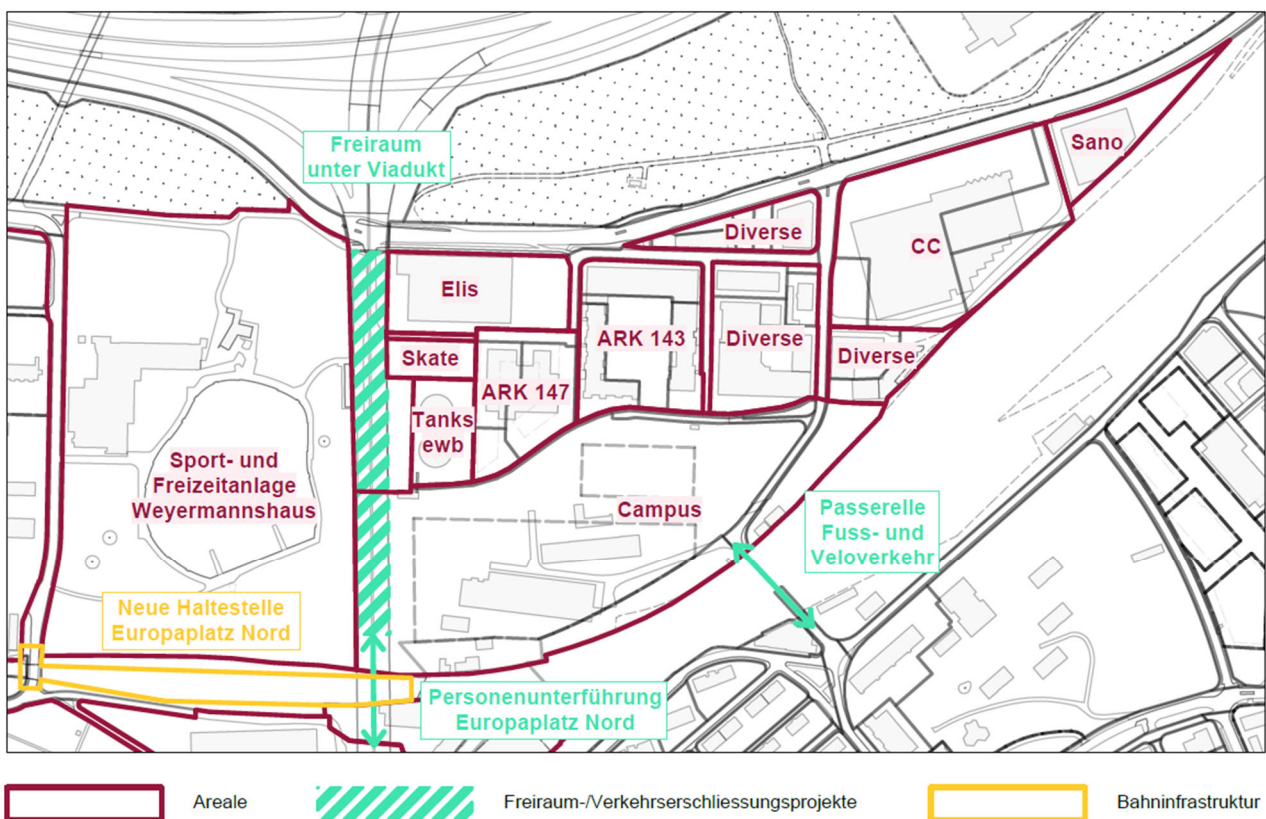 Freiraum
unter Viadukt
Sano
Diverse
CC
Elis
ARK 143
Diverse
Diverse
Skate
ARK 147
Tanks
ewb
Sport- und
Freizeitanlage
Weyermannshaus
Campus
Passerelle
Fuss- und
Veloverkehr
Neue Haltestelle
Europaplatz Nord
Personenunterführung
Europaplatz Nord
Areale
Freiraum-/Verkehrserschliessungsprojekte
Bahninfrastruktur